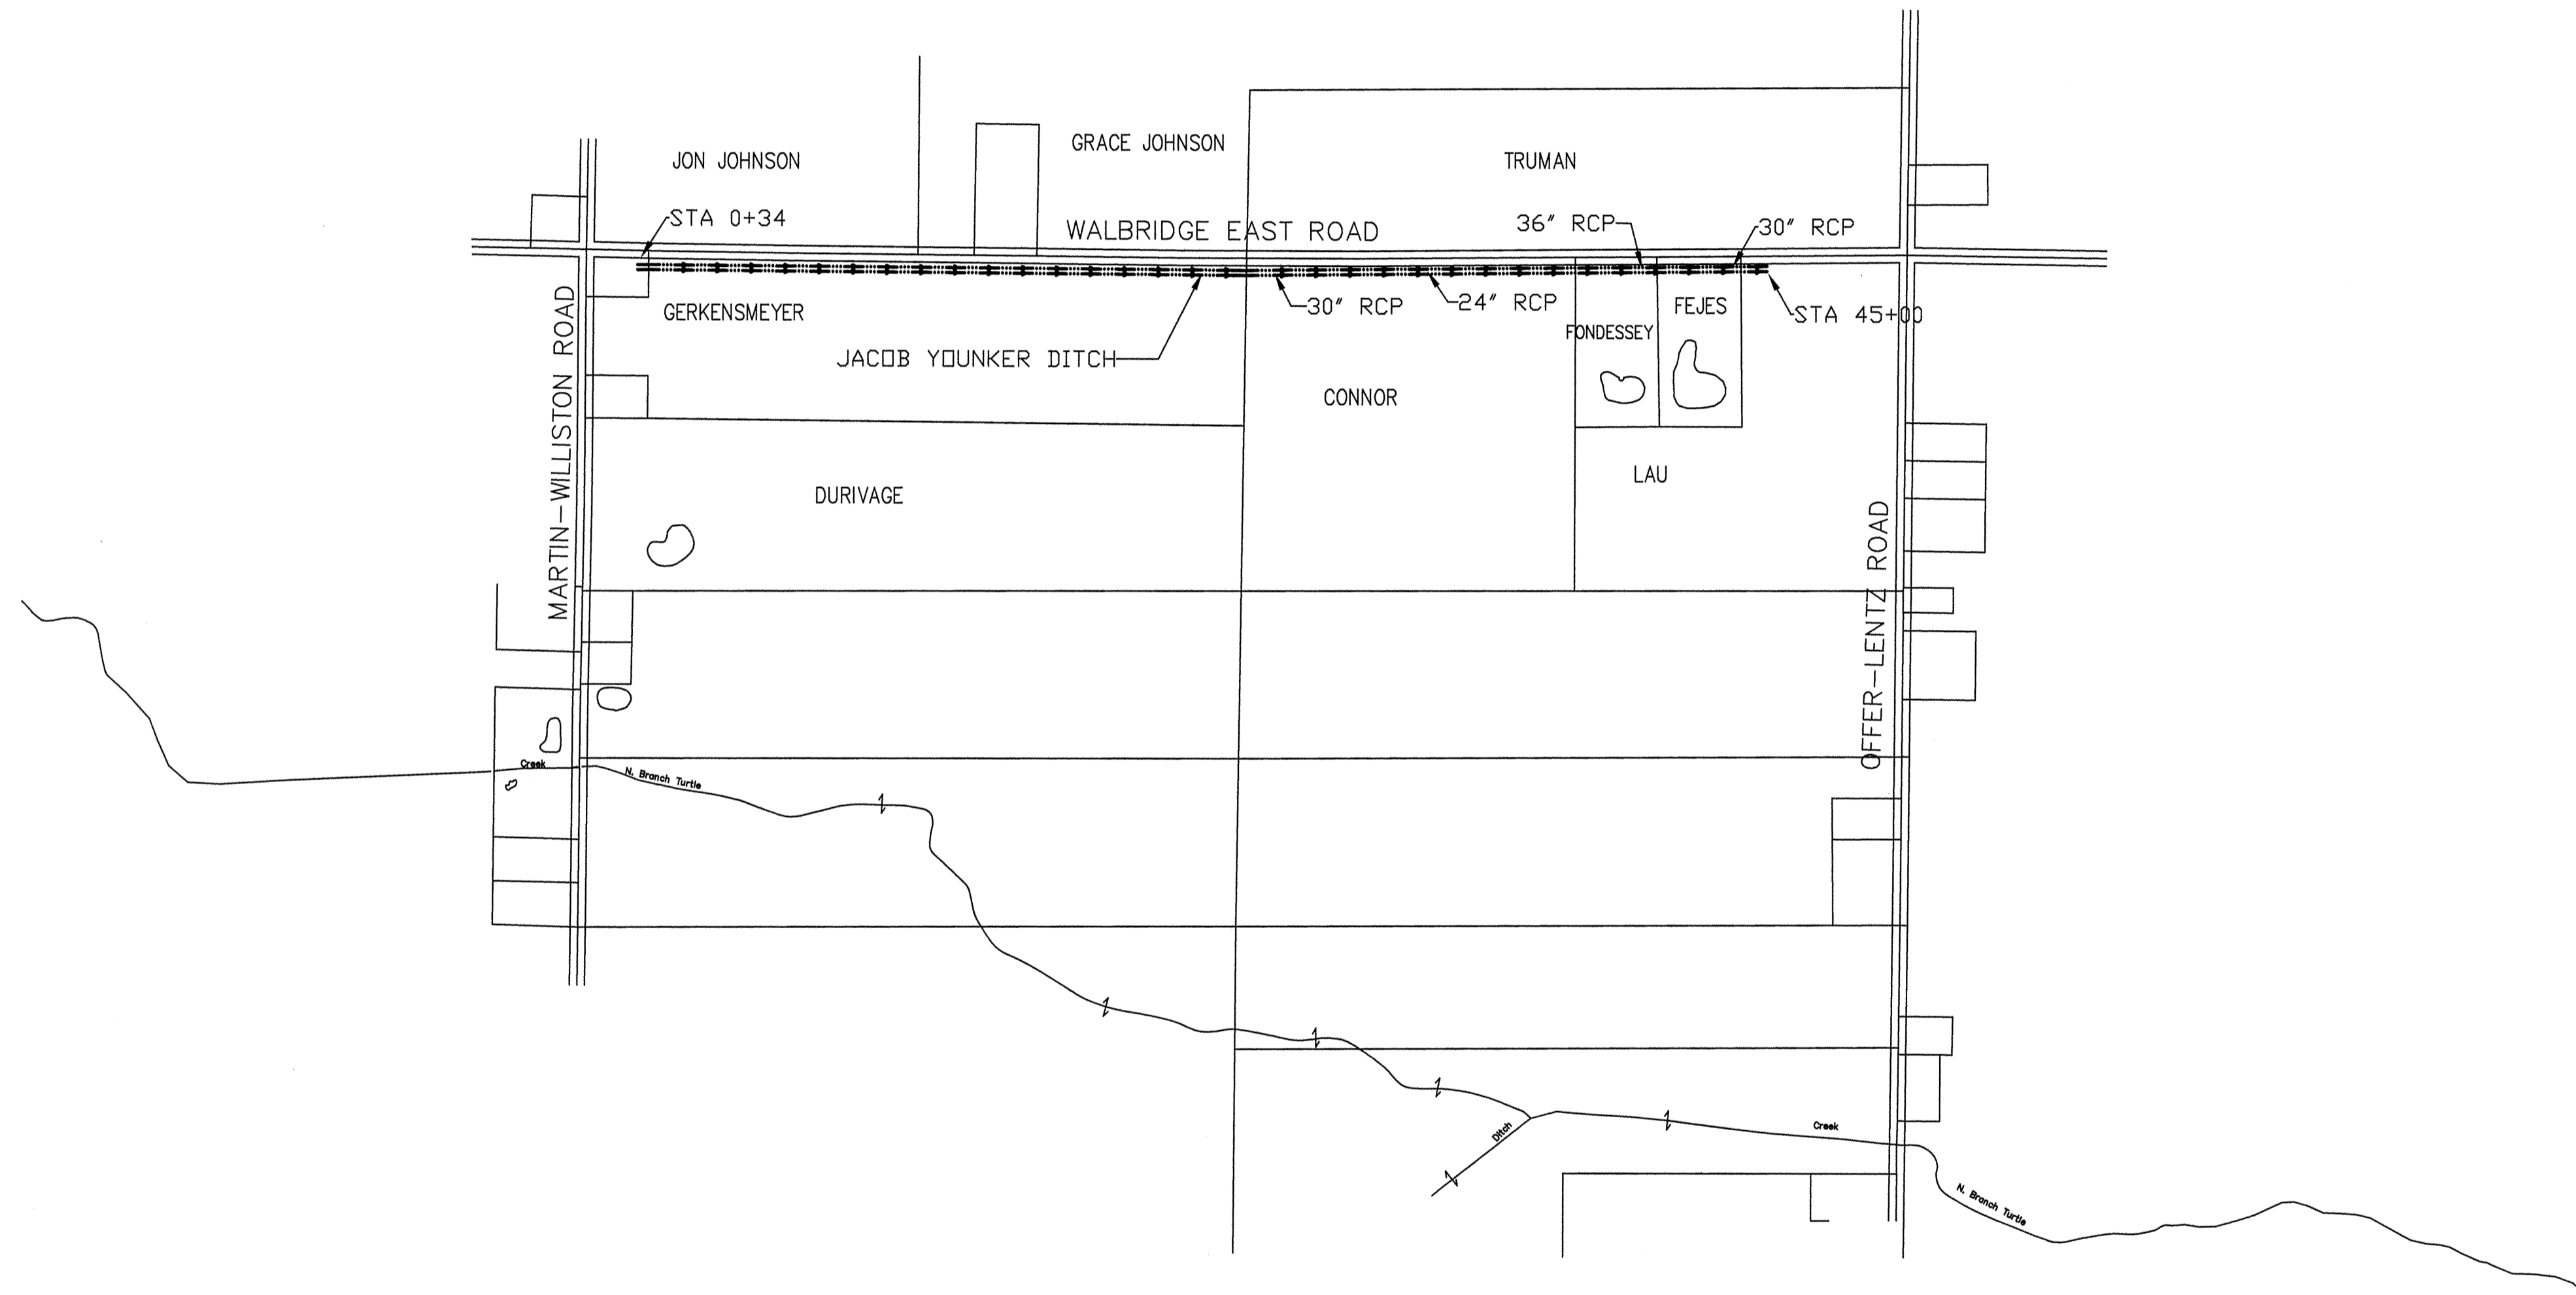 GRACE JOHNSON
JON JOHNSON
TRUMAN
STA 0+34
WALBRIDGE EAST ROAD
36" RCP
30" RCP
30" RCP
24" RCP
FEJES
STA 45+00
GERKENSMEYER
FONDESSEY
JACOB YOUNKER DITCH
CONNOR
MARTIN-WILLISTON ROAD
LAU
DURIVAGE
OFFER-LENTZ ROAD
Creek
N. Branch Turtle
Ditch
Creek
N. Branch Turtle